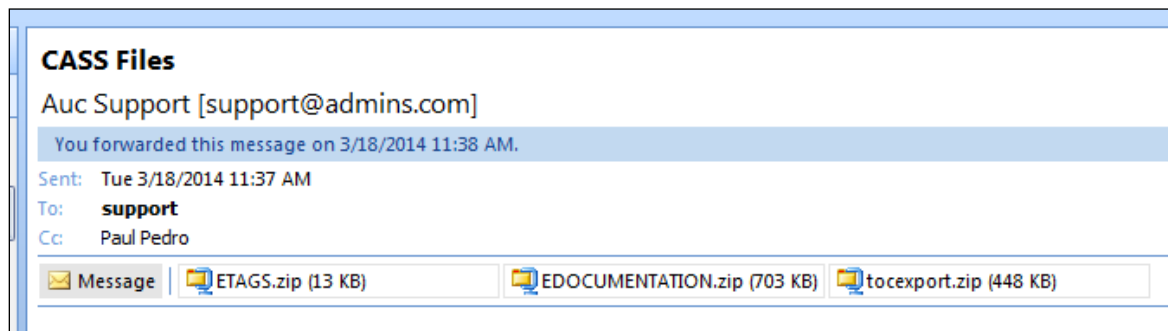 CASS Files
Auc Support [support@admins.com]
You forwarded this message on 3/18/2014 11:38 AM.
Sent: Tue 3/18/2014 11:37 AM
To: support
Cc: Paul Pedro
Message ETAGS.zip (13 KB) EDOCUMENTATION.zip (703 KB) tocexport.zip (448 KB)